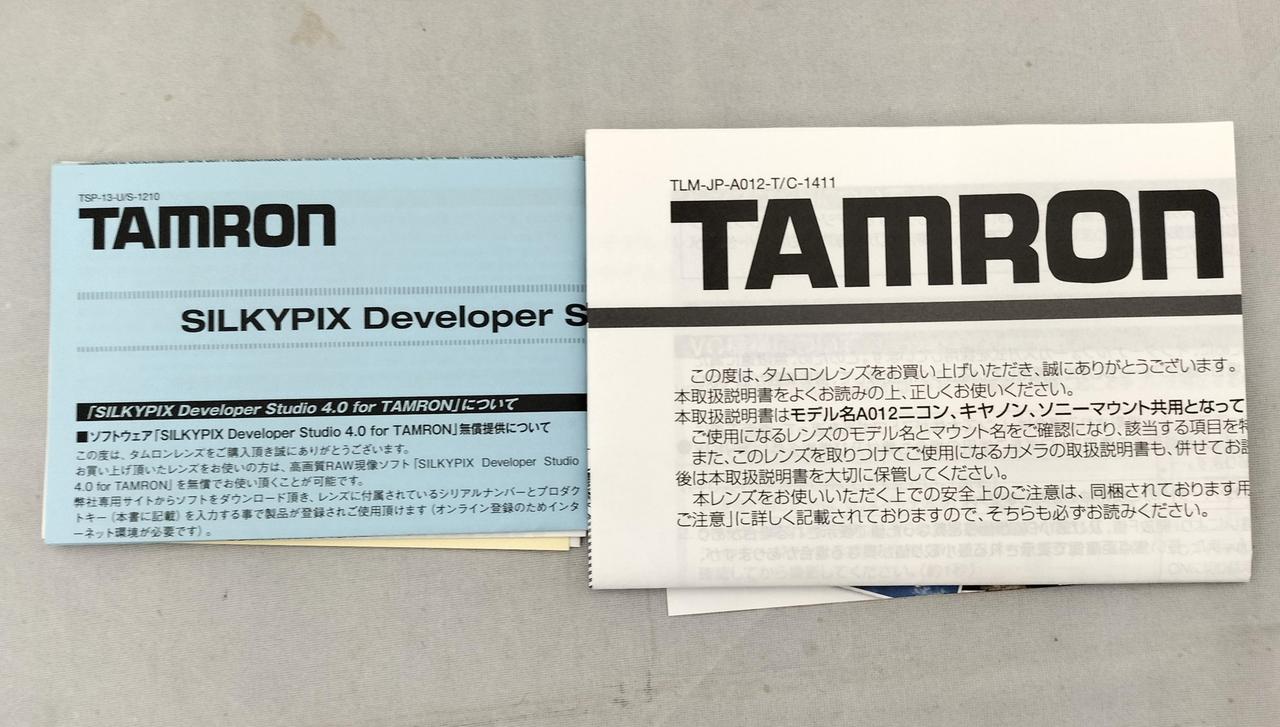 TSP-13-U/S-1210
TAMRON
SILKYPIX Developer S
「SILKYPIX Developer Studio 4.0 for TAMRON」について
■ソフトウェア「SILKYPIX Developer Studio 4.0 for TAMRON」無償提供について
この度は、タムロンレンズをご購入頂き誠にありがとうございます。
お買い上げ頂いたレンズをお使いの方は、高画質RAW現像ソフト「SILKYPIX Developer Studio
4.0 for TAMRON」を無償でお使い頂くことが可能です。
弊社専用サイトからソフトをダウンロード頂き、レンズに付属されているシリアルナンバーとプロダク
トキー（本書に記載）を入力する事で製品が登録されご使用頂けます（オンライン登録のためインタ
ーネット環境が必要です）。
TLM-JP-A012-T/C-1411
TAMRON
この度は、タムロンレンズをお買い上げいただき、誠にありがとうございます。
本取扱説明書をよくお読みの上、正しくお使いください。
本取扱説明書はモデル名A012ニコン、キヤノン、ソニーマウント共用となって
ご使用になるレンズのモデル名とマウント名をご確認になり、該当する項目を
また、このレンズを取りつけてご使用になるカメラの取扱説明書も、併せてお
後は本取扱説明書を大切に保管してください。
本レンズをお使いいただく上での安全上のご注意は、同梱されております
ご注意」に詳しく記載されておりますので、そちらも必ずお読みください。